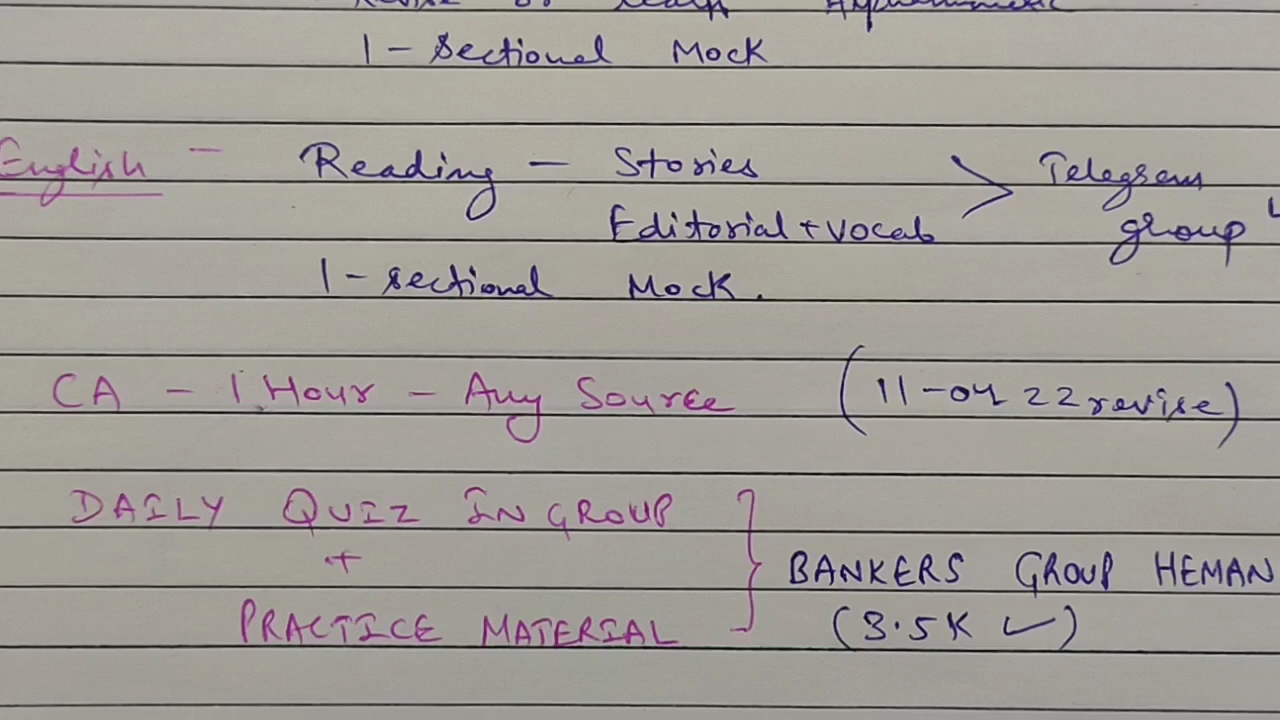 1 - Sectional Mock
English - Reading - Stories > Telegram
Editorial + vocab group
1 - sectional Mock.
CA - 1 Hour - Any Source (11-04 22 revise)
DAILY QUIZ IN GROUP
+
BANKERS GROUP HEMAN
PRACTICE MATERIAL (3.5K ✓)